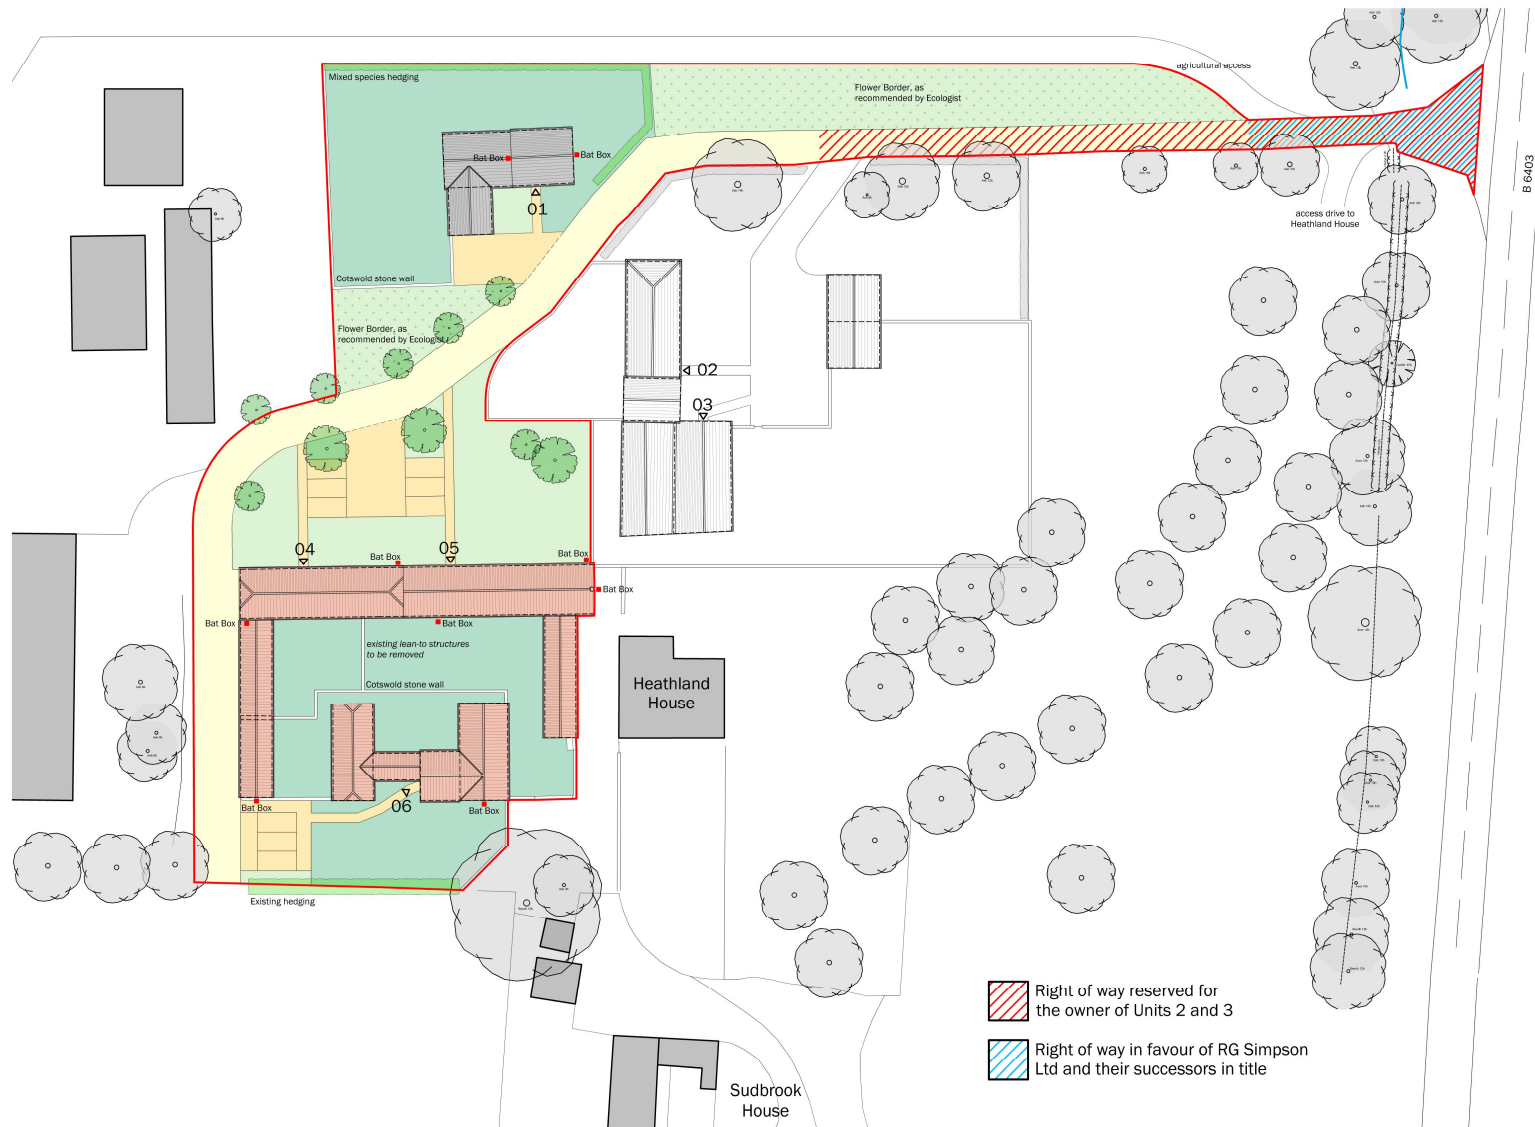 Mixed species hedging
agricultural access
Flower Border, as
recommended by Ecologist
Bat Box
Bat Box
01
B 6403
access drive to
Heathland House
Cotswold stone wall
Flower Border, as
recommended by Ecologist
02
03
04
05
Bat Box
Bat Box
Bat Box
Bat Box
Bat Box
existing lean-to structures
to be removed
Cotswold stone wall
Heathland
House
Bat Box
06
Bat Box
Existing hedging
Right of way reserved for
the owner of Units 2 and 3
Right of way in favour of RG Simpson
Ltd and their successors in title
Sudbrook
House